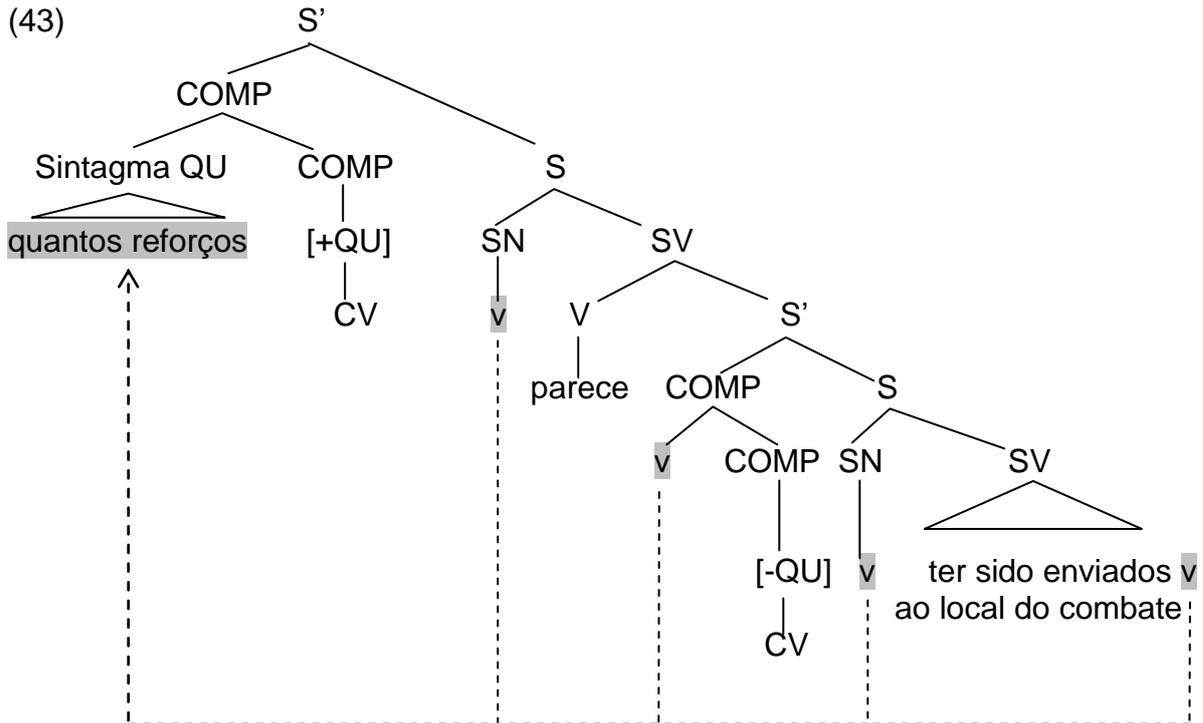 (43) S’
COMP
Sintagma QU COMP S
quantos reforços [+QU] SN SV
CV v V S’
parece COMP S
v COMP SN SV
[-QU] v ter sido enviados v
ao local do combate
CV